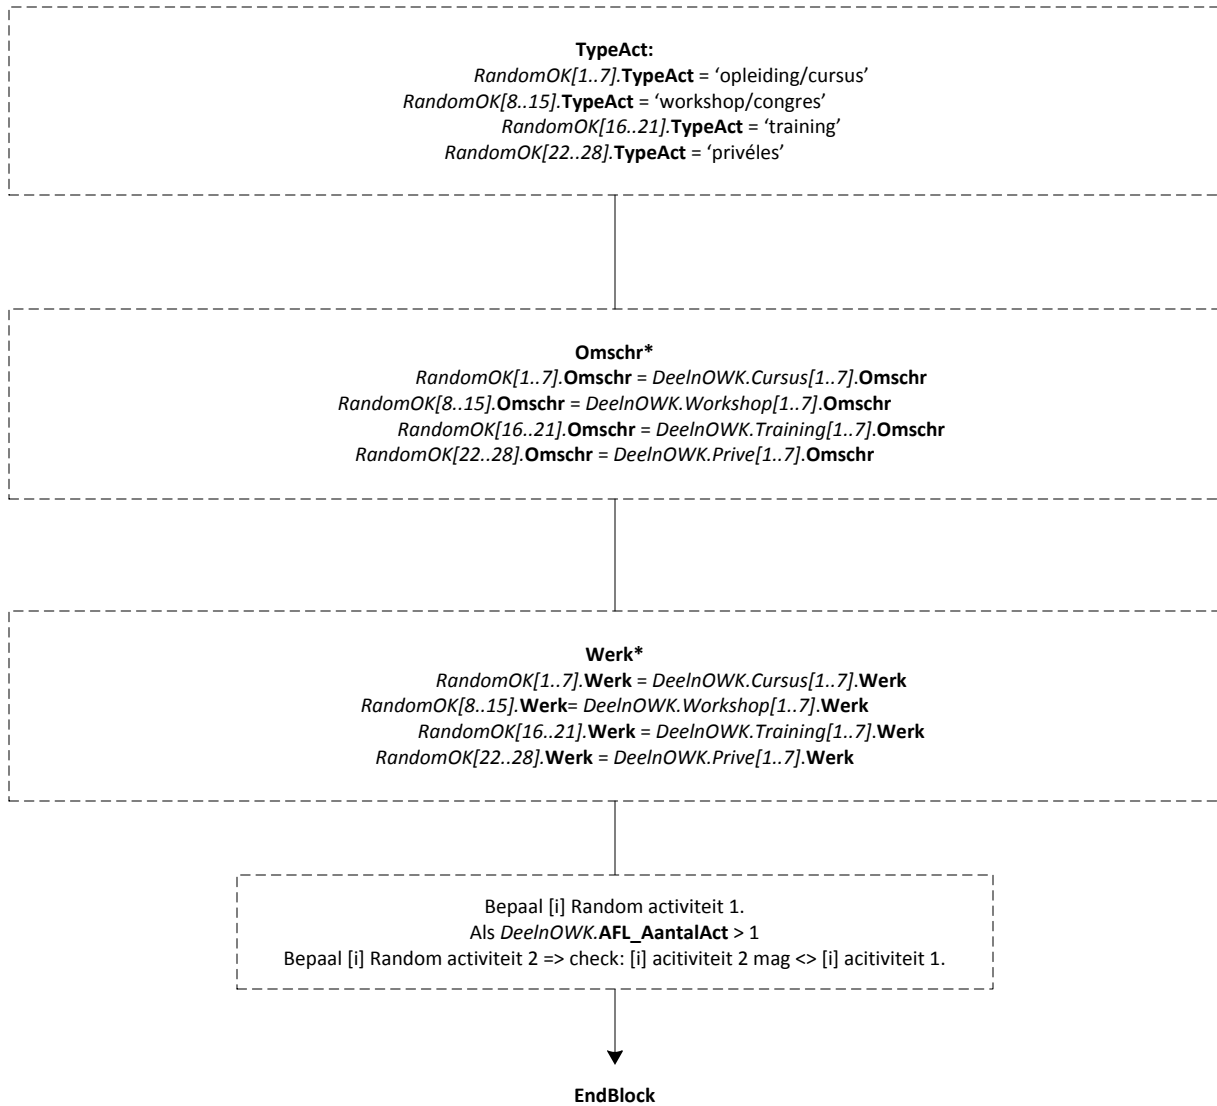 TypeAct:
RandomOK[1..7].TypeAct = ‘opleiding/cursus’
RandomOK[8..15].TypeAct = ‘workshop/congres’
RandomOK[16..21].TypeAct = ‘training’
RandomOK[22..28].TypeAct = ‘privéles’
Omschr*
RandomOK[1..7].Omschr = DeelnOWK.Cursus[1..7].Omschr
RandomOK[8..15].Omschr = DeelnOWK.Workshop[1..7].Omschr
RandomOK[16..21].Omschr = DeelnOWK.Training[1..7].Omschr
RandomOK[22..28].Omschr = DeelnOWK.Prive[1..7].Omschr
Werk*
RandomOK[1..7].Werk = DeelnOWK.Cursus[1..7].Werk
RandomOK[8..15].Werk= DeelnOWK.Workshop[1..7].Werk
RandomOK[16..21].Werk = DeelnOWK.Training[1..7].Werk
RandomOK[22..28].Werk = DeelnOWK.Prive[1..7].Werk
Bepaal [i] Random activiteit 1.
Als DeelnOWK.AFL_AantalAct > 1
Bepaal [i] Random activiteit 2 => check: [i] acitiviteit 2 mag <> [i] acitiviteit 1.
EndBlock